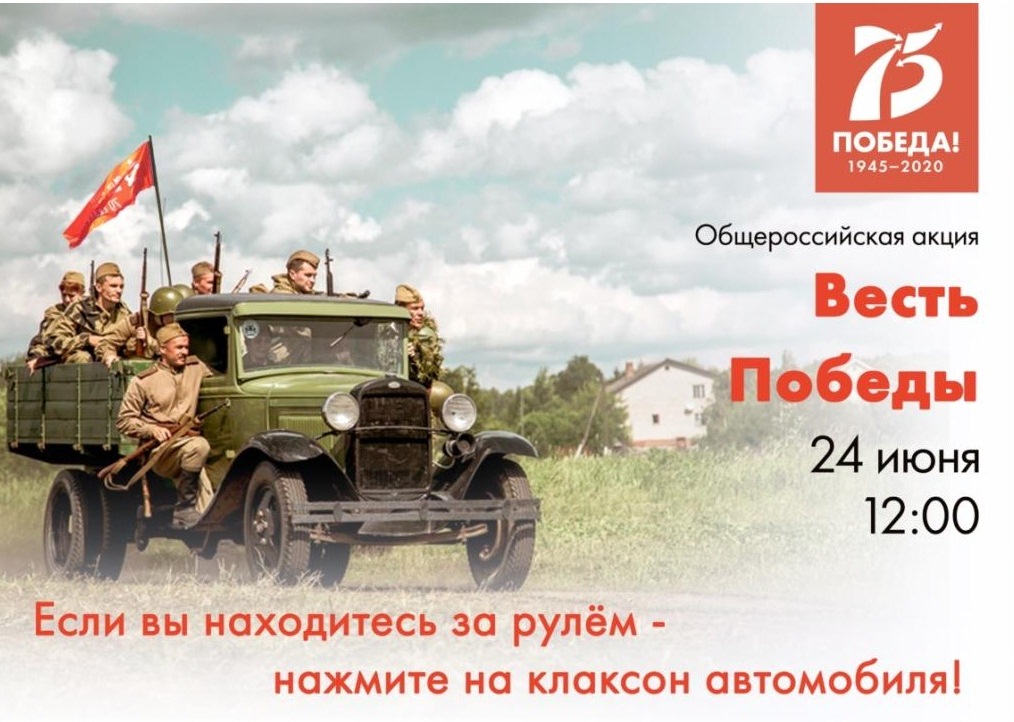 75
ПОБЕДА!
1945–2020
Общероссийская акция
Весть
Победы
24 июня
12:00
Если вы находитесь за рулём -
нажмите на клаксон автомобиля!